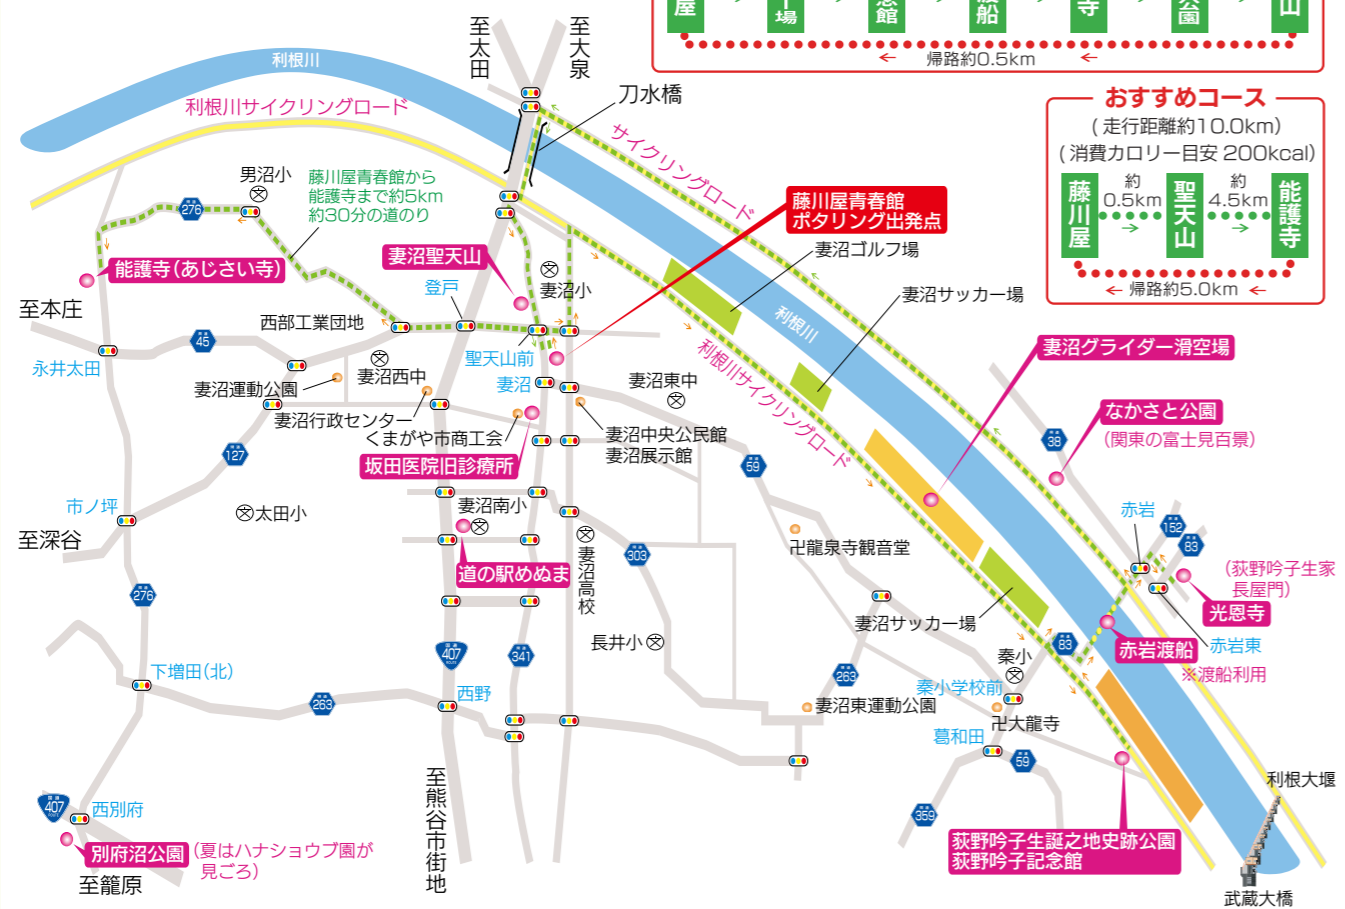 屋
場
館
渡船
寺
公園
山
帰路約0.5km
おすすめコース
(走行距離約10.0km)
(消費カロリー目安 200kcal)
藤川屋
約
0.5km
聖天山
約
4.5km
能護寺
帰路約5.0km
至太田
至大泉
刀水橋
利根川
利根川サイクリングロード
サイクリングロード
男沼小
藤川屋青春館から
能護寺まで約5km
約30分の道のり
276
能護寺(あじさい寺)
妻沼聖天山
藤川屋青春館
ポタリング出発点
妻沼ゴルフ場
妻沼サッカー場
登戸
妻沼小
至本庄
西部工業団地
45
永井太田
聖天山前
利根川
利根川サイクリングロード
妻沼グライダー滑空場
妻沼運動公園
妻沼西中
妻沼
妻沼東中
妻沼行政センター
くまがや市商工会
妻沼中央公民館
妻沼展示館
坂田医院旧診療所
127
59
38
なかさと公園
(関東の富士見百景)
市ノ坪
太田小
妻沼南小
至深谷
道の駅めぬま
妻沼高校
303
卍龍泉寺観音堂
赤岩
152
83
(荻野吟子生家
長屋門)
光恩寺
276
妻沼サッカー場
407
341
長井小
83
赤岩渡船
赤岩東
※渡船利用
秦小
下増田(北)
263
西野
263
秦小学校前
妻沼東運動公園
卍大龍寺
葛和田
59
至熊谷市街地
407
西別府
359
利根大堰
別府沼公園
(夏はハナショウブ園が
見ごろ)
荻野吟子生誕之地史跡公園
荻野吟子記念館
至籠原
武蔵大橋